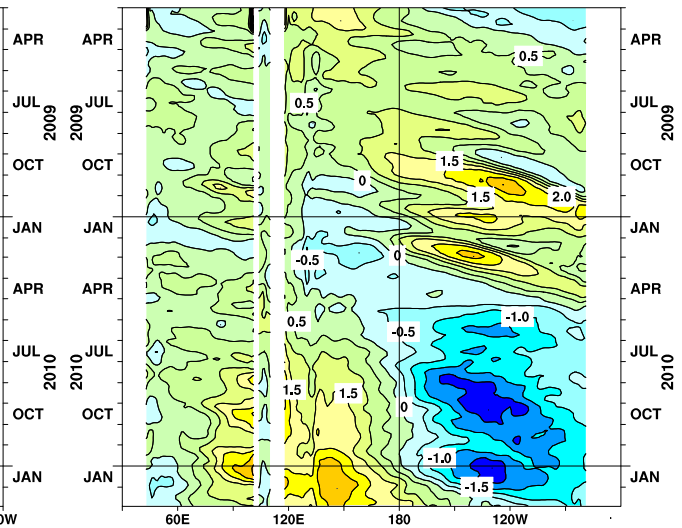 APR APR 0.5 APR
JUL JUL 0.5 JUL
2009 2009 2009
OCT OCT 1.5 OCT
0 1.5 2.0
JAN JAN JAN
-0.5 0
APR APR APR
0.5 -0.5 -1.0
JUL JUL JUL
2010 2010 2010
1.5 1.5
OCT OCT 0 OCT
-1.0
JAN JAN -1.5 JAN
0W 60E 120E 180 120W